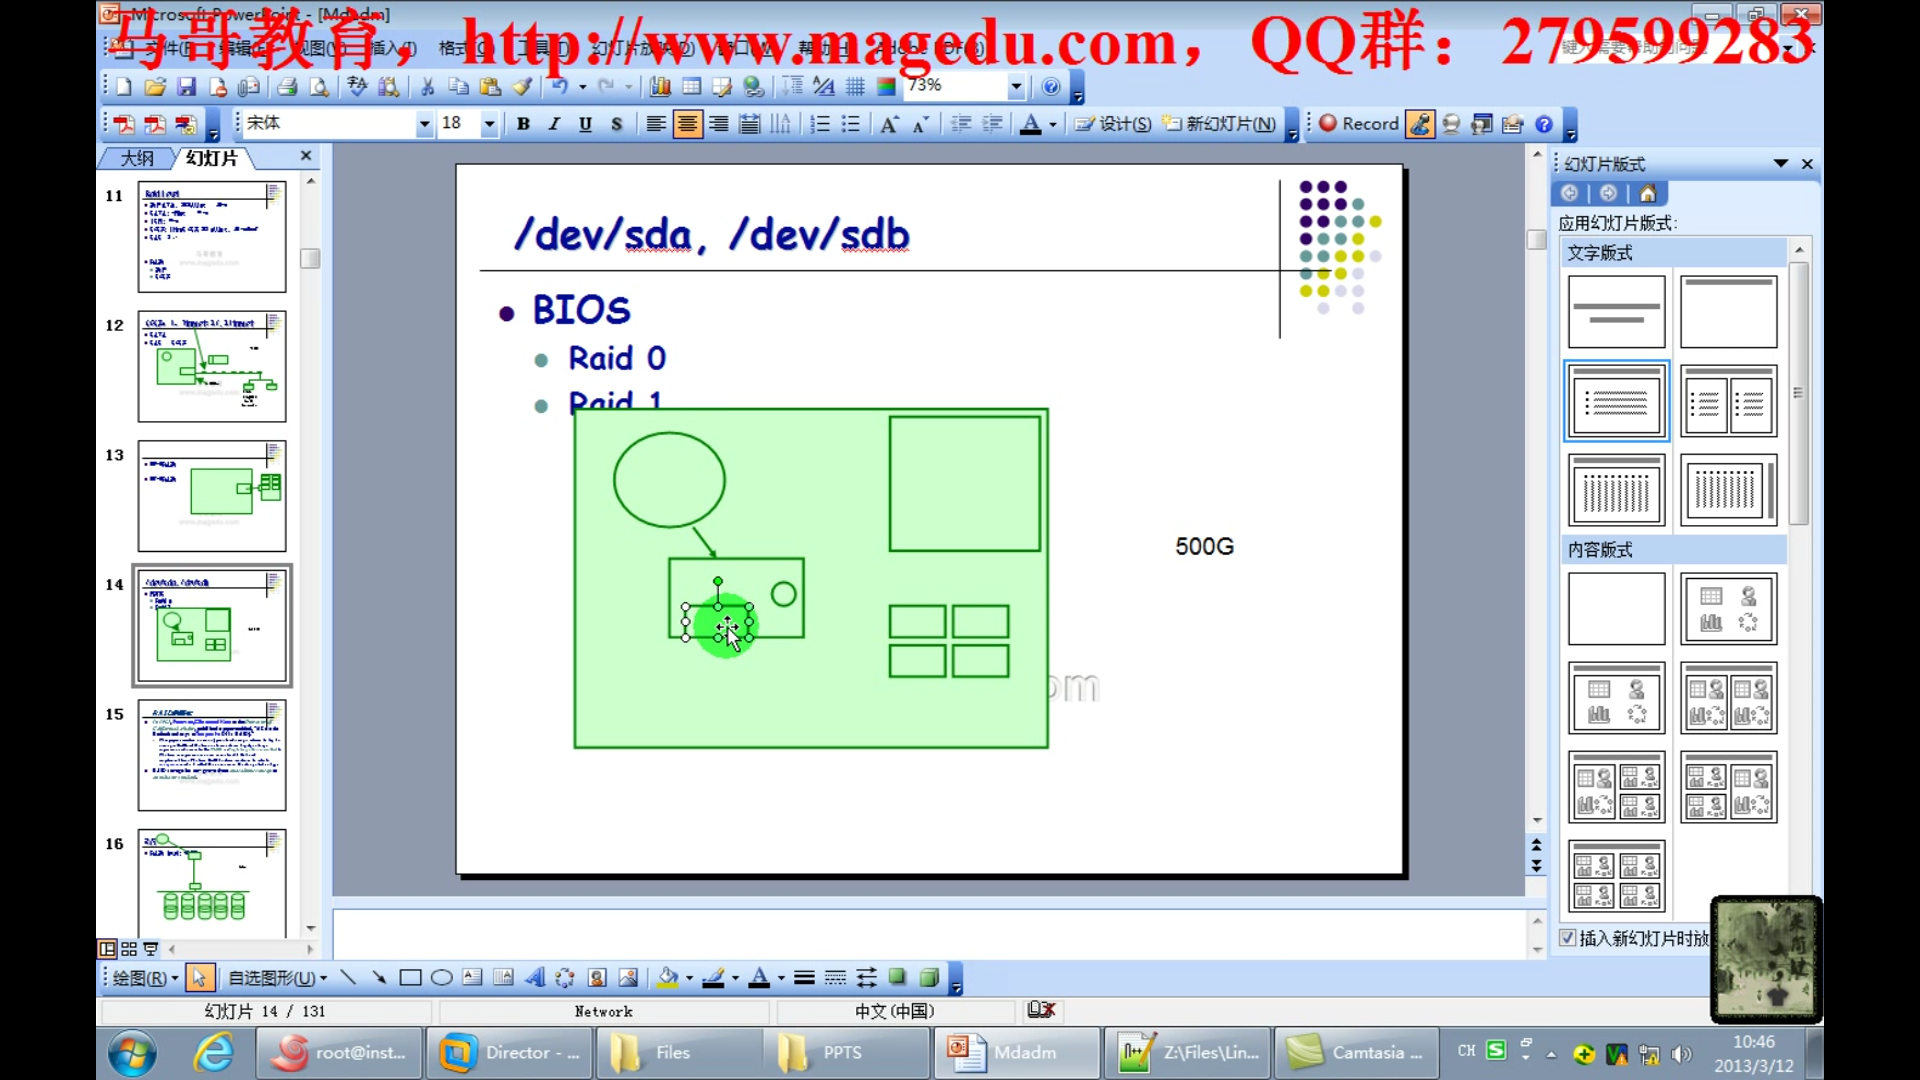 Microsoft PowerPoint - [Mdadm]
马哥教育，http://www.magedu.com，QQ群：279599283
73%
宋体
18
B I U S
设计(S)
新幻灯片(N)
Record
大纲
幻灯片
幻灯片版式
应用幻灯片版式:
文字版式
内容版式
插入新幻灯片时放
11
12
13
14
15
16
/dev/sda, /dev/sdb
BIOS
Raid 0
Raid 1
500G
om
绘图(R)
自选图形(U)
幻灯片 14 / 131
Network
中文(中国)
root@inst...
Director - ...
Files
PPTS
Mdadm
Z:\Files\Lin...
Camtasia ...
CH
10:46
2013/3/12